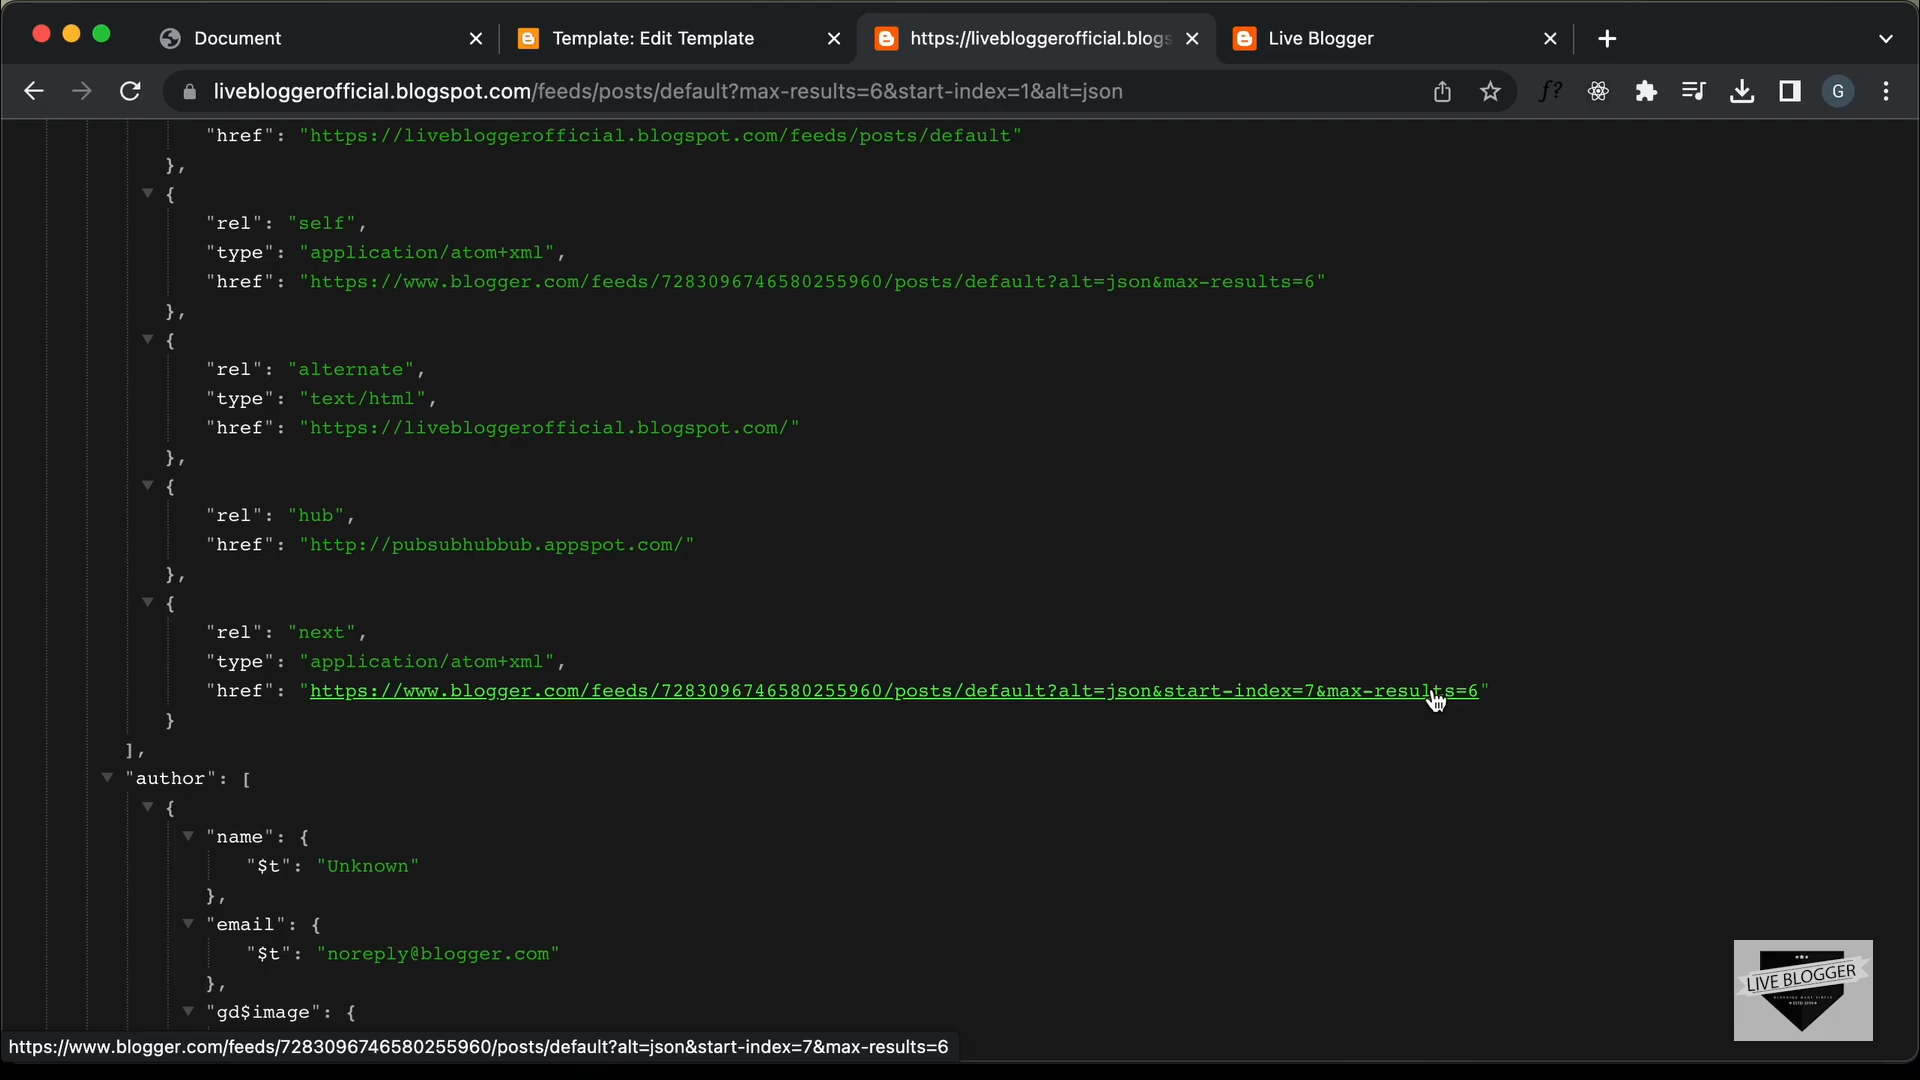 Document
Template: Edit Template
https://livebloggerofficial.blogs
Live Blogger
livebloggerofficial.blogspot.com/feeds/posts/default?max-results=6&start-index=1&alt=json
f?
G
"href": "https://livebloggerofficial.blogspot.com/feeds/posts/default"
},
{
"rel": "self",
"type": "application/atom+xml",
"href": "https://www.blogger.com/feeds/7283096746580255960/posts/default?alt=json&max-results=6"
},
{
"rel": "alternate",
"type": "text/html",
"href": "https://livebloggerofficial.blogspot.com/"
},
{
"rel": "hub",
"href": "http://pubsubhubbub.appspot.com/"
},
{
"rel": "next",
"type": "application/atom+xml",
"href": "https://www.blogger.com/feeds/7283096746580255960/posts/default?alt=json&start-index=7&max-results=6"
}
],
"author": [
{
"name": {
"$t": "Unknown"
},
"email": {
"$t": "noreply@blogger.com"
},
"gd$image": {
LIVE BLOGGER
https://www.blogger.com/feeds/7283096746580255960/posts/default?alt=json&start-index=7&max-results=6